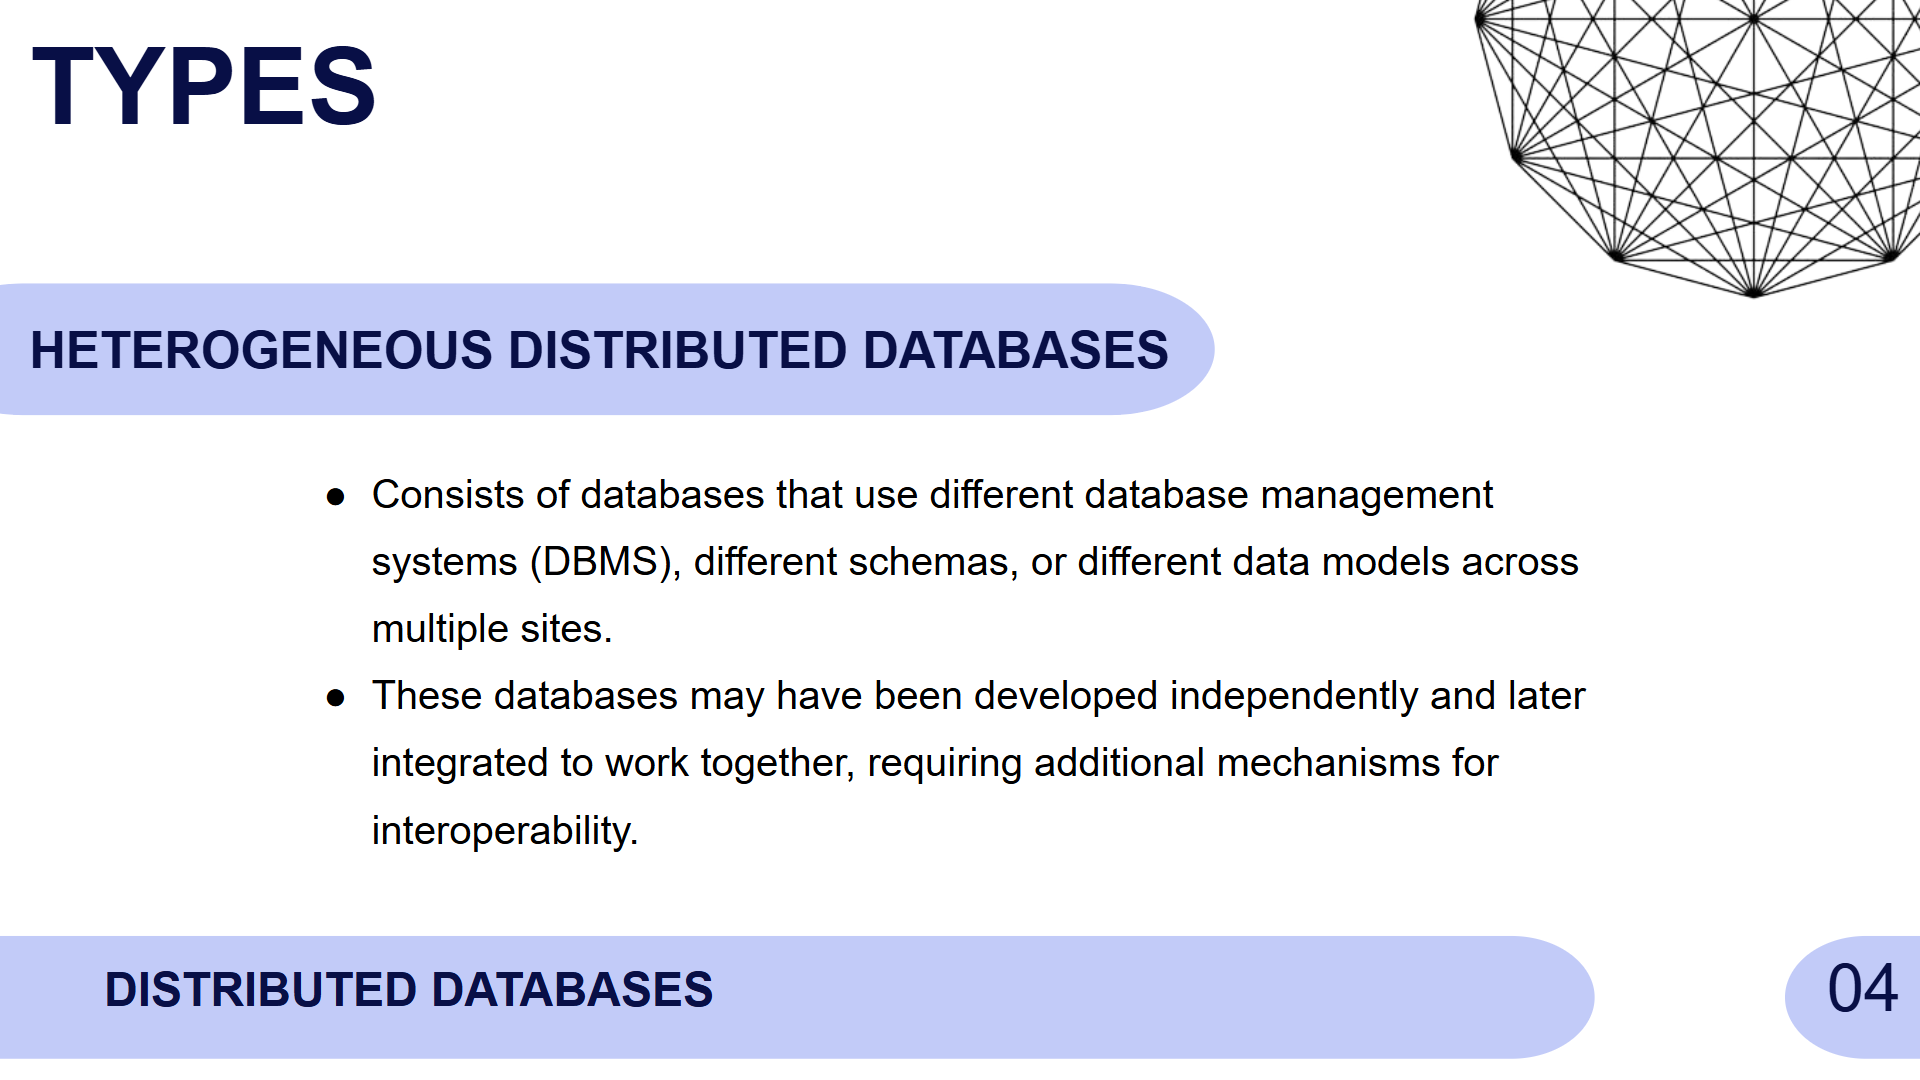 TYPES
HETEROGENEOUS DISTRIBUTED DATABASES
● Consists of databases that use different database management
systems (DBMS), different schemas, or different data models across
multiple sites.
● These databases may have been developed independently and later
integrated to work together, requiring additional mechanisms for
interoperability.
DISTRIBUTED DATABASES
04